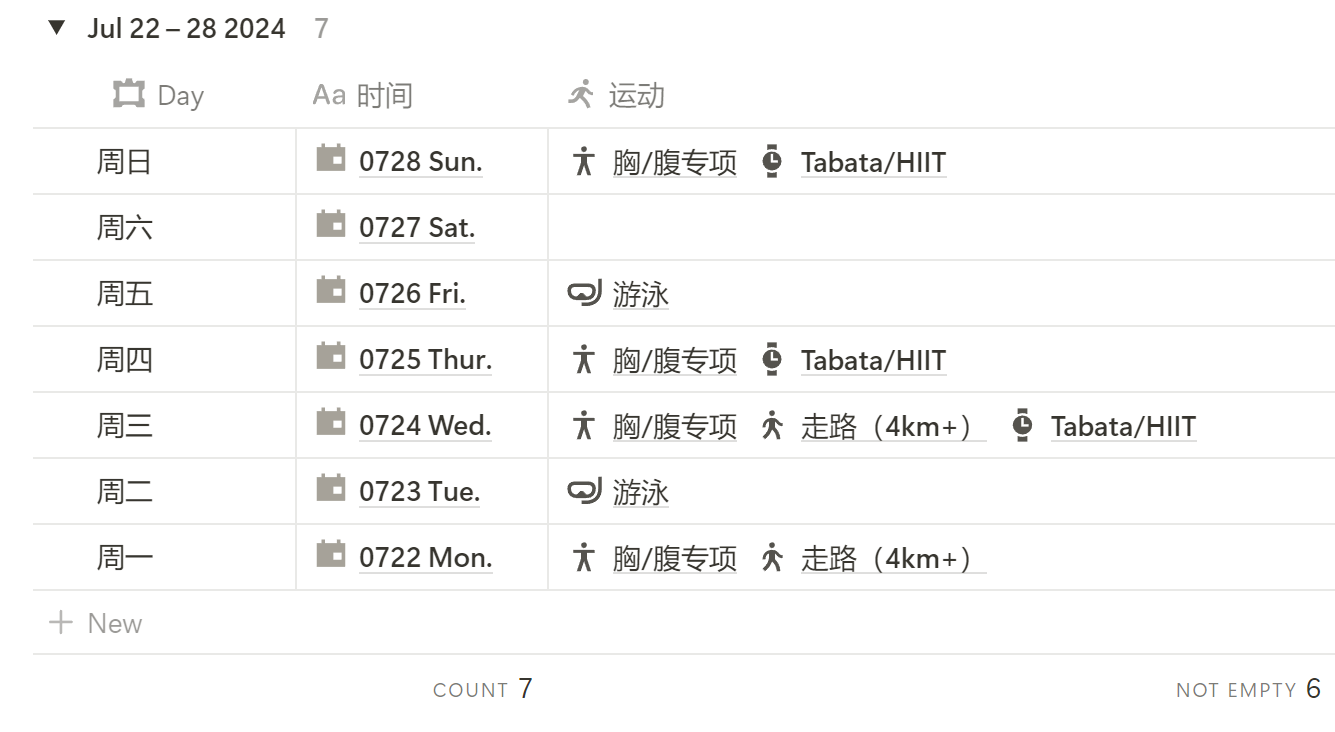 Jul 22 – 28 2024 7
Day Aa 时间 运动
周日 0728 Sun. 胸/腹专项 Tabata/HIIT
周六 0727 Sat.
周五 0726 Fri. 游泳
周四 0725 Thur. 胸/腹专项 Tabata/HIIT
周三 0724 Wed. 胸/腹专项 走路（4km+） Tabata/HIIT
周二 0723 Tue. 游泳
周一 0722 Mon. 胸/腹专项 走路（4km+）
+ New
COUNT 7 NOT EMPTY 6